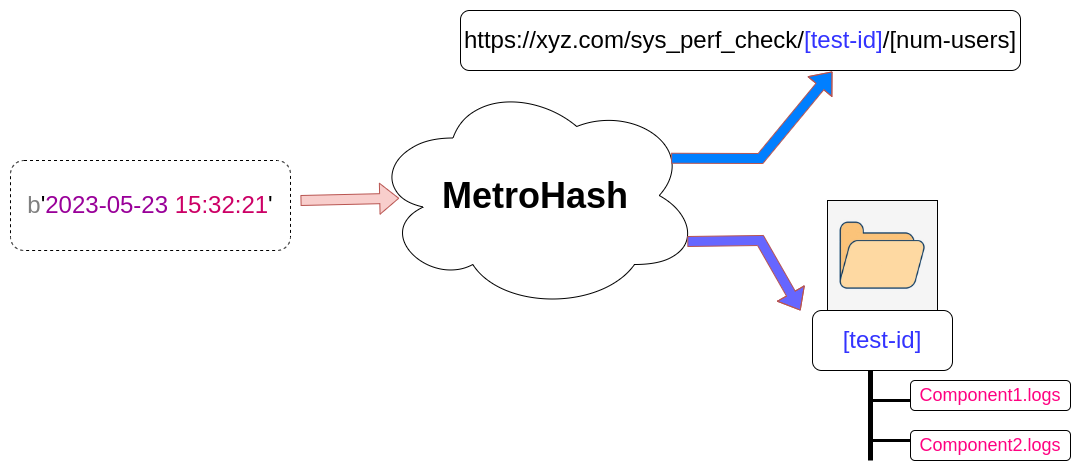 https://xyz.com/sys_perf_check/[test-id]/[num-users]
b'2023-05-23 15:32:21'
MetroHash
[test-id]
Component1.logs
Component2.logs